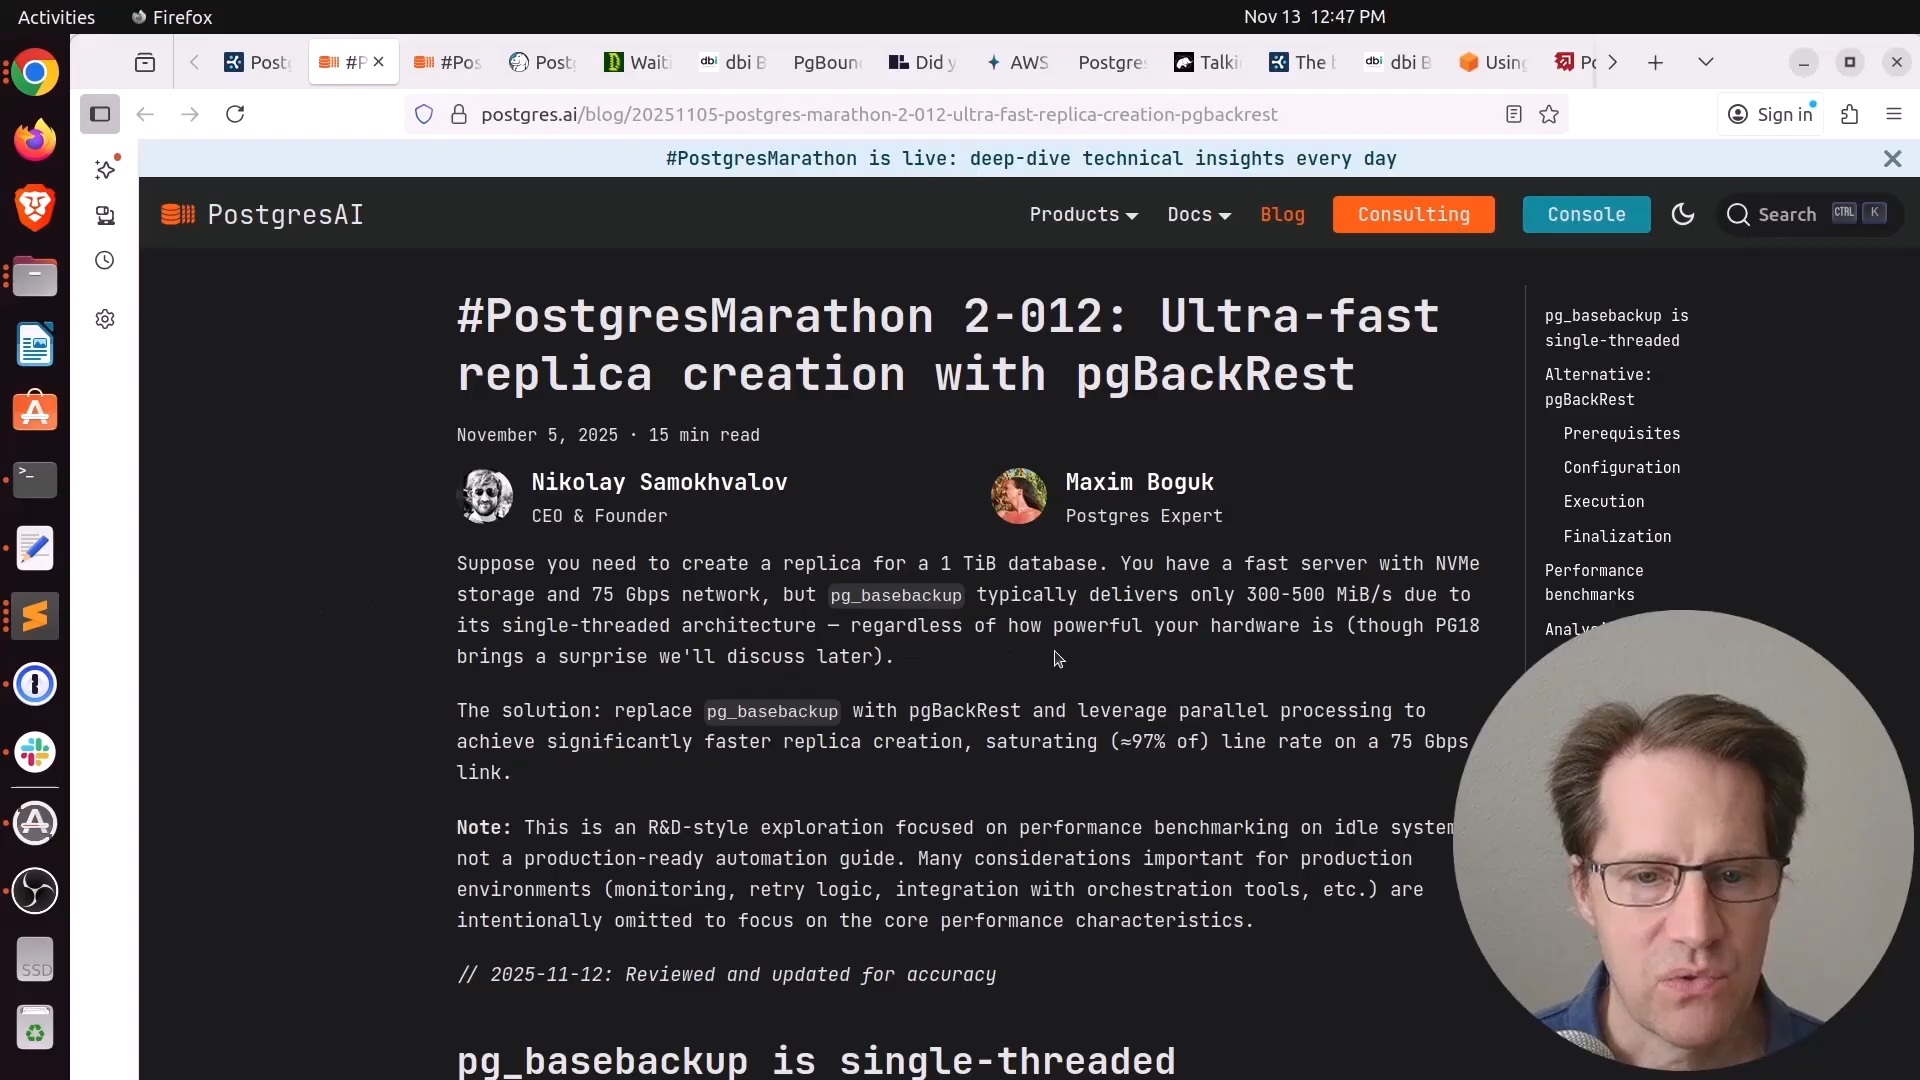 Activities
Firefox
Nov 13 12:47 PM
Postg
#P
#Pos
Postg
Waiti
dbi B
PgBoun
Did y
AWS
Postgre
Talki
The b
dbi B
Using
Po
postgres.ai/blog/20251105-postgres-marathon-2-012-ultra-fast-replica-creation-pgbackrest
Sign in
#PostgresMarathon is live: deep-dive technical insights every day
PostgresAI
Products
Docs
Blog
Consulting
Console
Search
CTRL
K
#PostgresMarathon 2-012: Ultra-fast
replica creation with pgBackRest
November 5, 2025 · 15 min read
Nikolay Samokhvalov
CEO & Founder
Maxim Boguk
Postgres Expert
Suppose you need to create a replica for a 1 TiB database. You have a fast server with NVMe
storage and 75 Gbps network, but pg_basebackup typically delivers only 300-500 MiB/s due to
its single-threaded architecture — regardless of how powerful your hardware is (though PG18
brings a surprise we'll discuss later).
The solution: replace pg_basebackup with pgBackRest and leverage parallel processing to
achieve significantly faster replica creation, saturating (≈97% of) line rate on a 75 Gbps
link.
Note: This is an R&D-style exploration focused on performance benchmarking on idle system
not a production-ready automation guide. Many considerations important for production
environments (monitoring, retry logic, integration with orchestration tools, etc.) are
intentionally omitted to focus on the core performance characteristics.
// 2025-11-12: Reviewed and updated for accuracy
pg_basebackup is single-threaded
pg_basebackup is
single-threaded
Alternative:
pgBackRest
Prerequisites
Configuration
Execution
Finalization
Performance
benchmarks
Analys
SSD